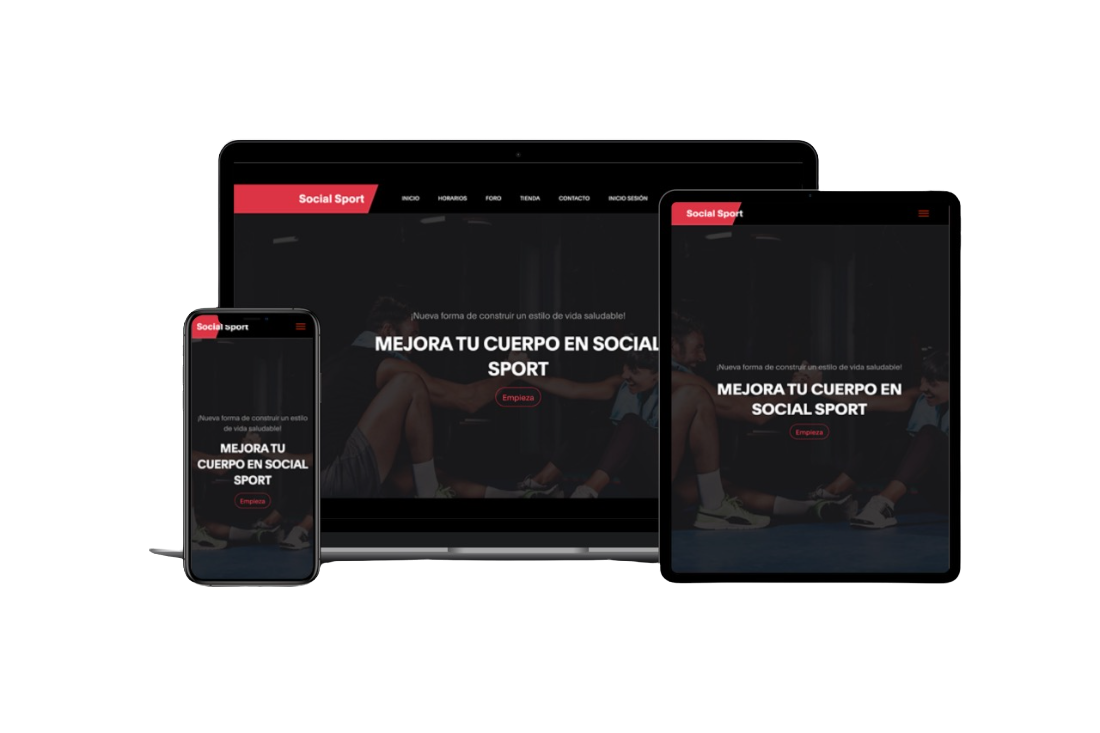 Social Sport
INICIO HORARIOS FORO TIENDA CONTACTO INICIO SESIÓN
¡Nueva forma de construir un estilo de vida saludable!
MEJORA TU CUERPO EN SOCIAL
SPORT
Empieza
Social Sport
¡Nueva forma de construir un estilo de vida saludable!
MEJORA TU CUERPO EN
SOCIAL SPORT
Empieza
Social Sport
¡Nueva forma de construir un estilo
de vida saludable!
MEJORA TU
CUERPO EN SOCIAL
SPORT
Empieza